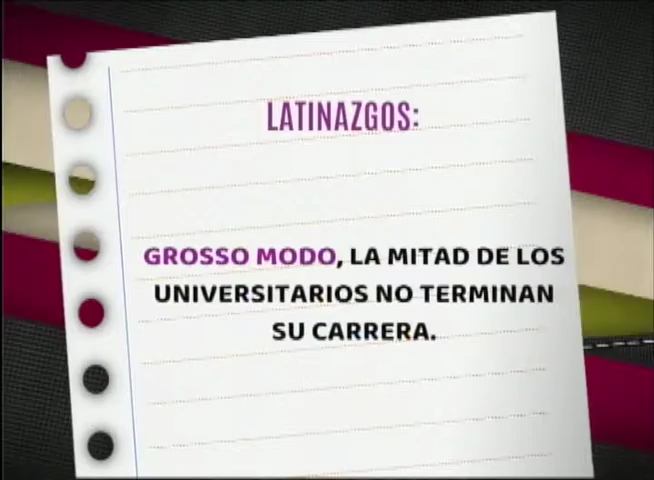 LATINAZGOS:
GROSSO MODO, LA MITAD DE LOS
UNIVERSITARIOS NO TERMINAN
SU CARRERA.